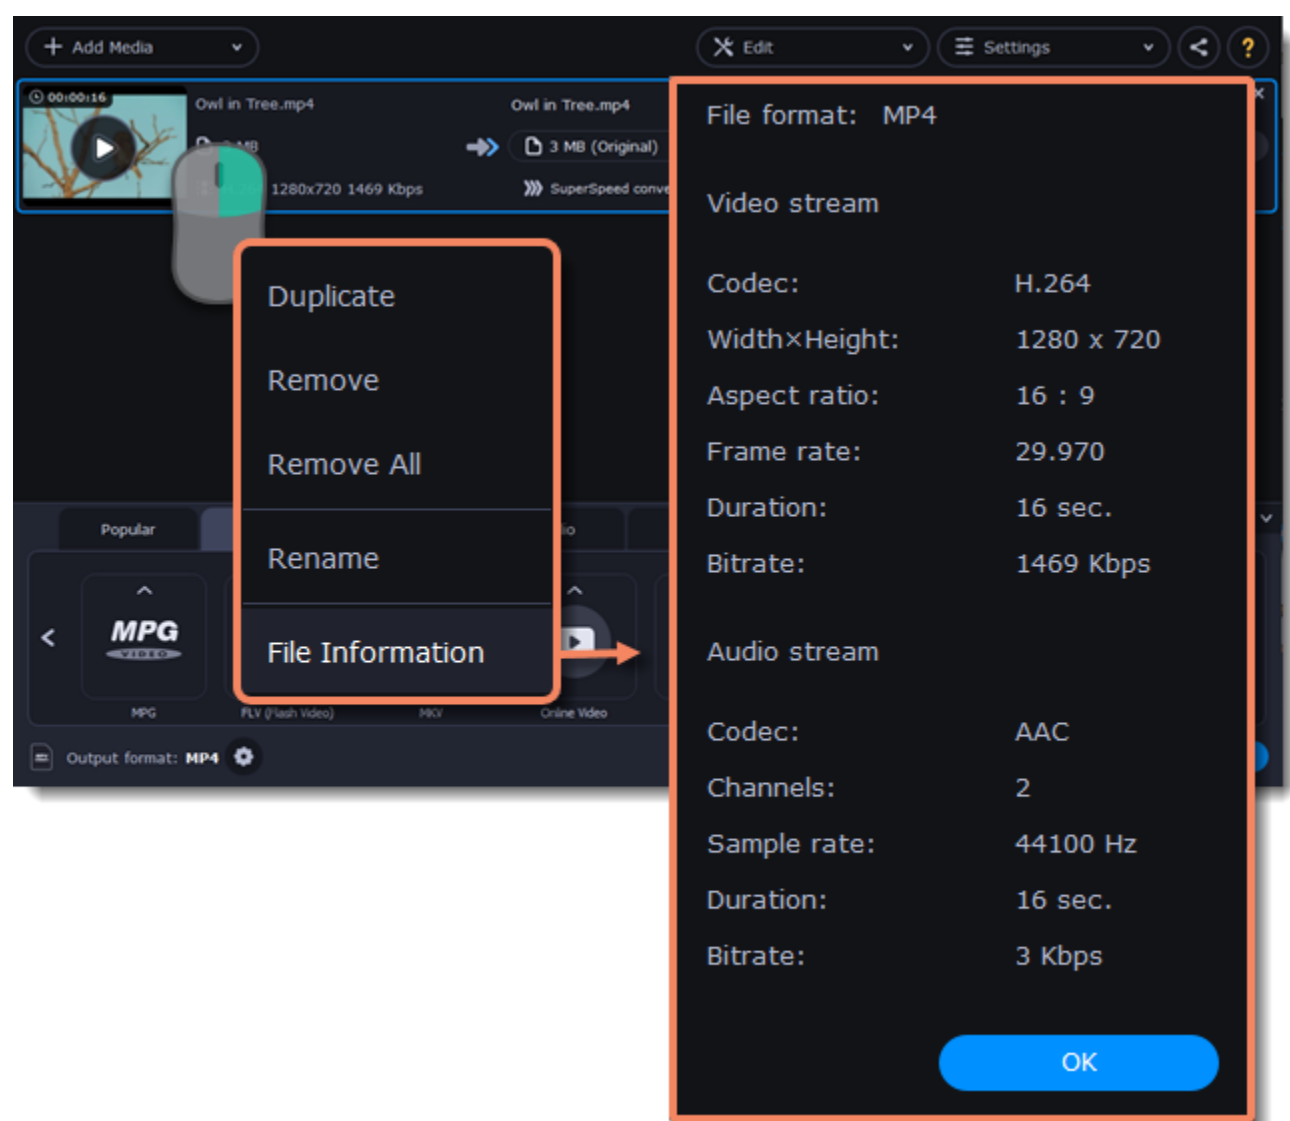 Add Media
Edit
Settings
?
00:00:16
Owl in Tree.mp4
Owl in Tree.mp4
MB
3 MB (Original)
1280x720 1469 Kbps
SuperSpeed conve
Duplicate
Remove
Remove All
Rename
File Information
Popular
MPG
VIDEO
MPG
FLV (Flash Video)
MKV
Online Video
Output format: MP4
File format: MP4
Video stream
Codec: H.264
Width×Height: 1280 x 720
Aspect ratio: 16 : 9
Frame rate: 29.970
Duration: 16 sec.
Bitrate: 1469 Kbps
Audio stream
Codec: AAC
Channels: 2
Sample rate: 44100 Hz
Duration: 16 sec.
Bitrate: 3 Kbps
OK